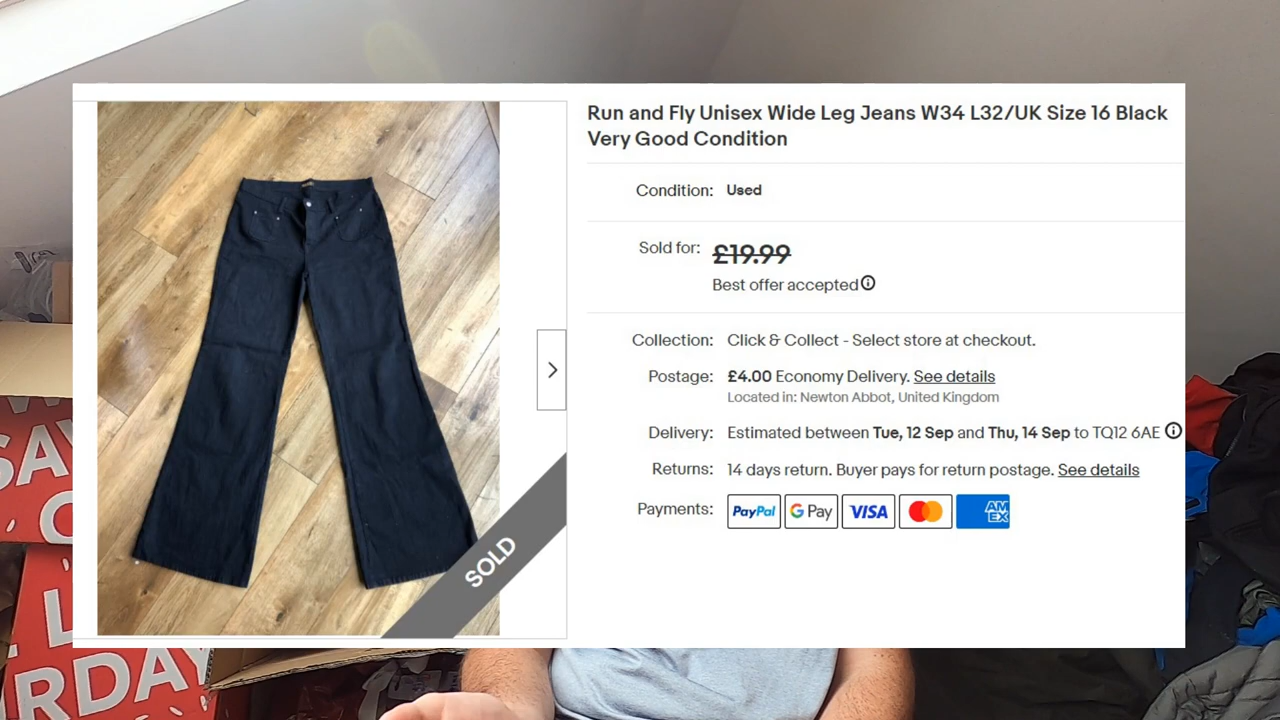 Run and Fly Unisex Wide Leg Jeans W34 L32/UK Size 16 Black
Very Good Condition
Condition: Used
Sold for: £19.99
Best offer accepted
Collection: Click & Collect - Select store at checkout.
Postage: £4.00 Economy Delivery. See details
Located in: Newton Abbot, United Kingdom
Delivery: Estimated between Tue, 12 Sep and Thu, 14 Sep to TQ12 6AE
Returns: 14 days return. Buyer pays for return postage. See details
Payments: PayPal G Pay VISA AM EX
SOLD